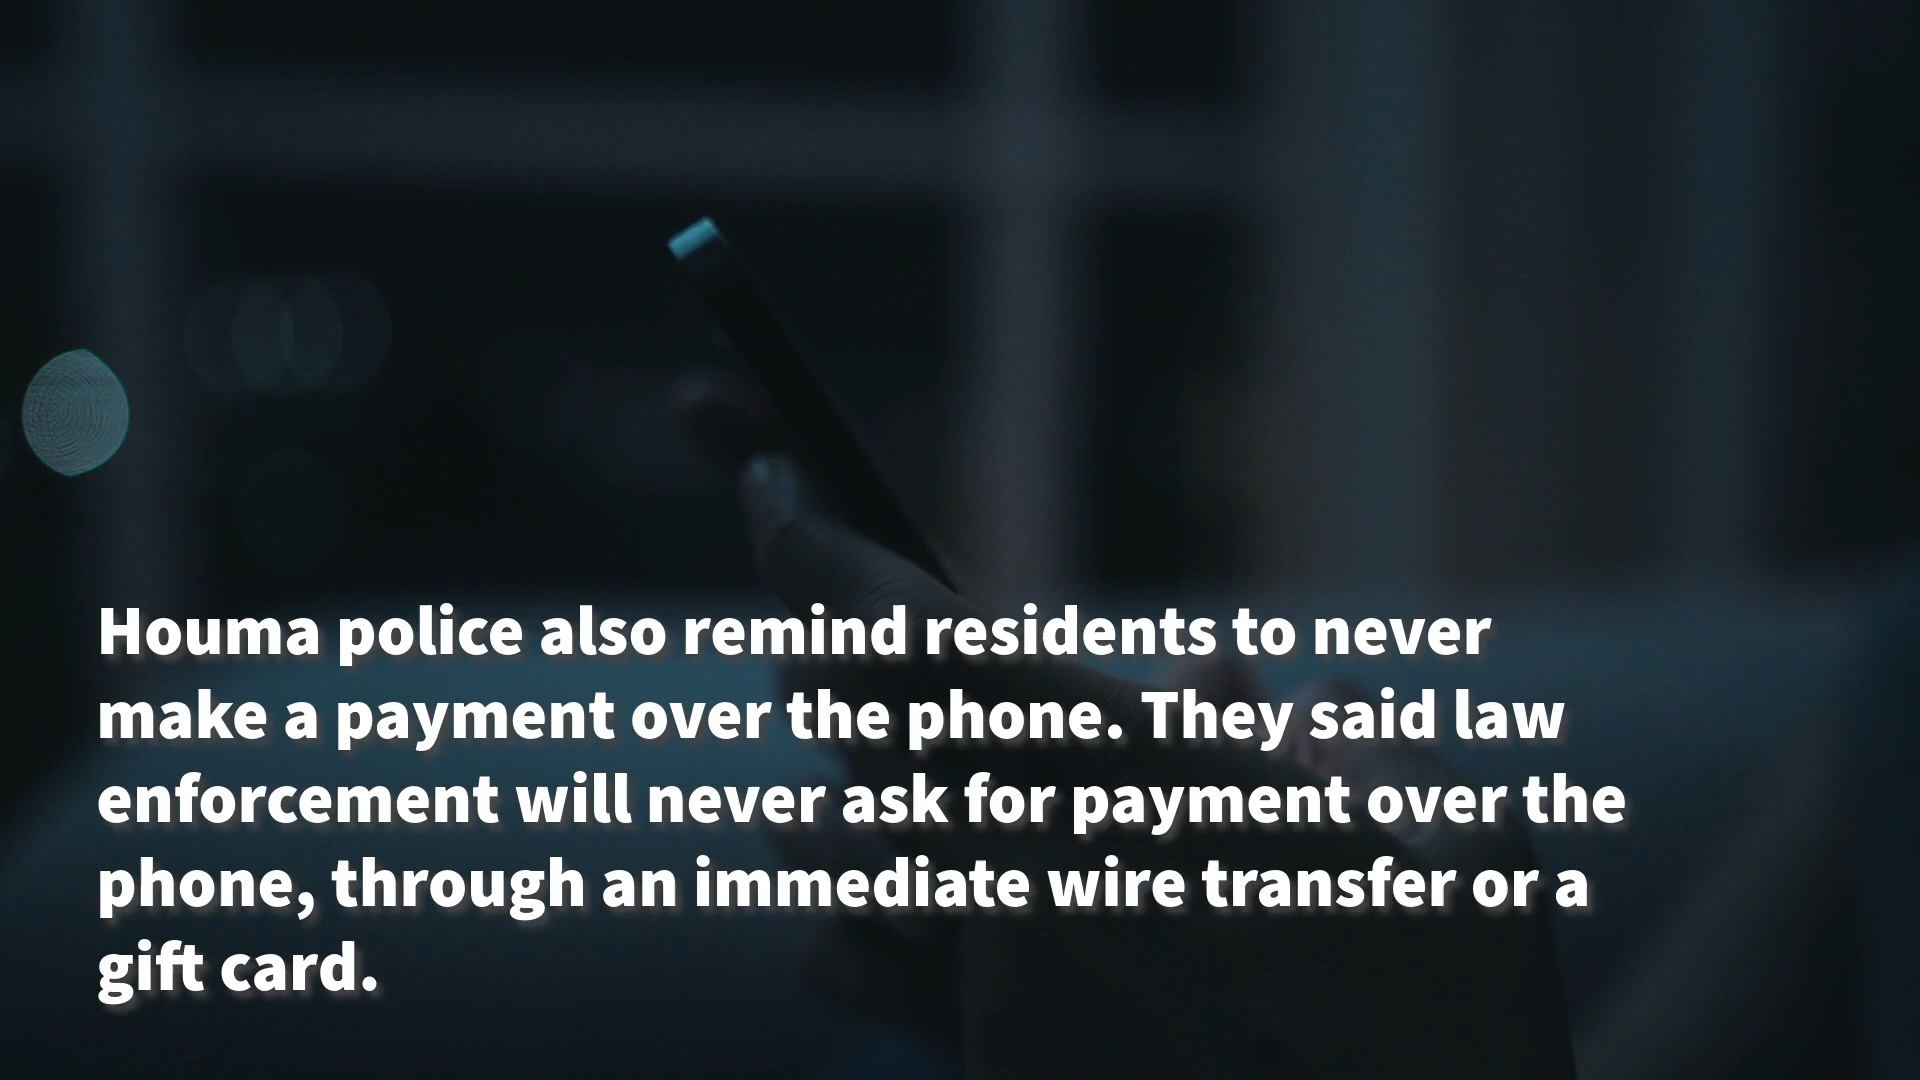 Houma police also remind residents to never
make a payment over the phone. They said law
enforcement will never ask for payment over the
phone, through an immediate wire transfer or a
gift card.